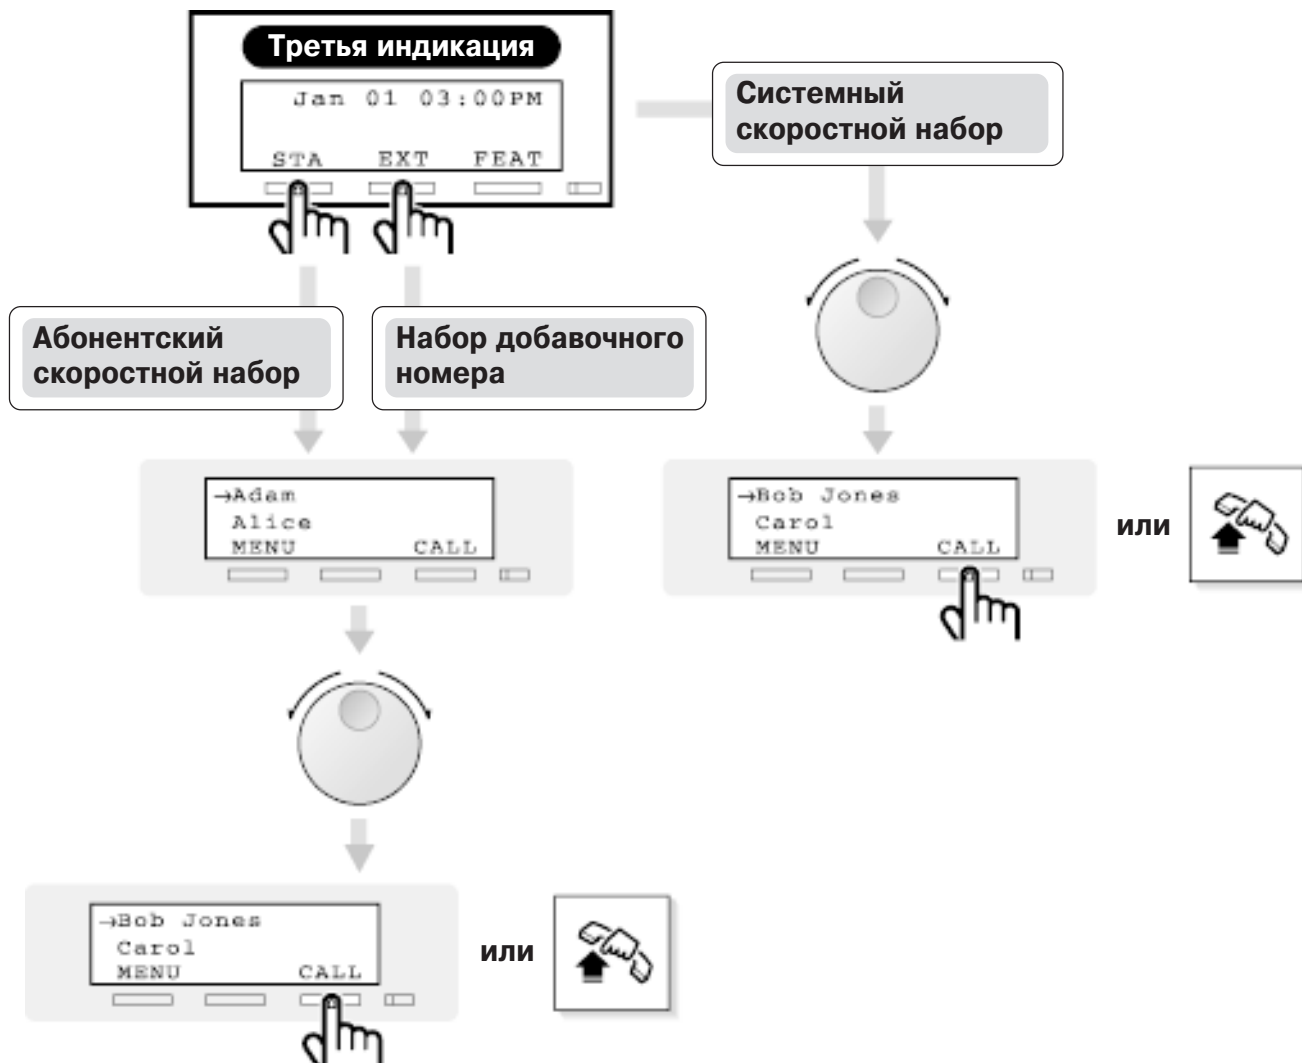 Третья индикация
Jan 01 03:00PM
STA EXT FEAT
Системный
скоростной набор
Абонентский
скоростной набор
Набор добавочного
номера
→Adam
Alice
MENU CALL
→Bob Jones
Carol
MENU CALL
или
→Bob Jones
Carol
MENU CALL
или